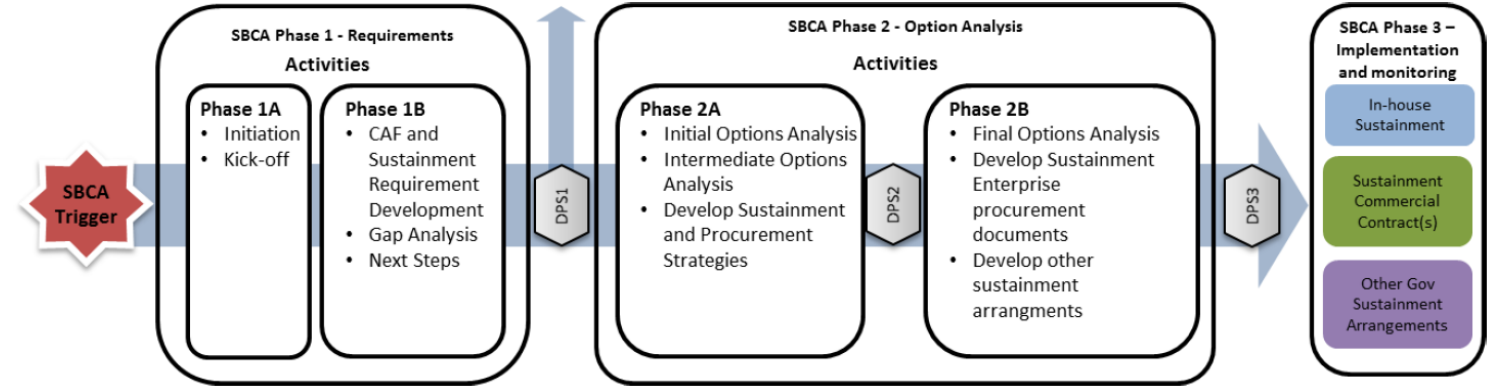 SBCA
Trigger
SBCA Phase 1 - Requirements
Activities
Phase 1A
• Initiation
• Kick-off
Phase 1B
• CAF and
Sustainment
Requirement
Development
• Gap Analysis
• Next Steps
DPS1
SBCA Phase 2 - Option Analysis
Activities
Phase 2A
• Initial Options Analysis
• Intermediate Options
Analysis
• Develop Sustainment
and Procurement
Strategies
DPS2
Phase 2B
• Final Options Analysis
• Develop Sustainment
Enterprise
procurement
documents
• Develop other
sustainment
arrangments
DPS3
SBCA Phase 3 –
Implementation
and monitoring
In-house
Sustainment
Sustainment
Commercial
Contract(s)
Other Gov
Sustainment
Arrangements